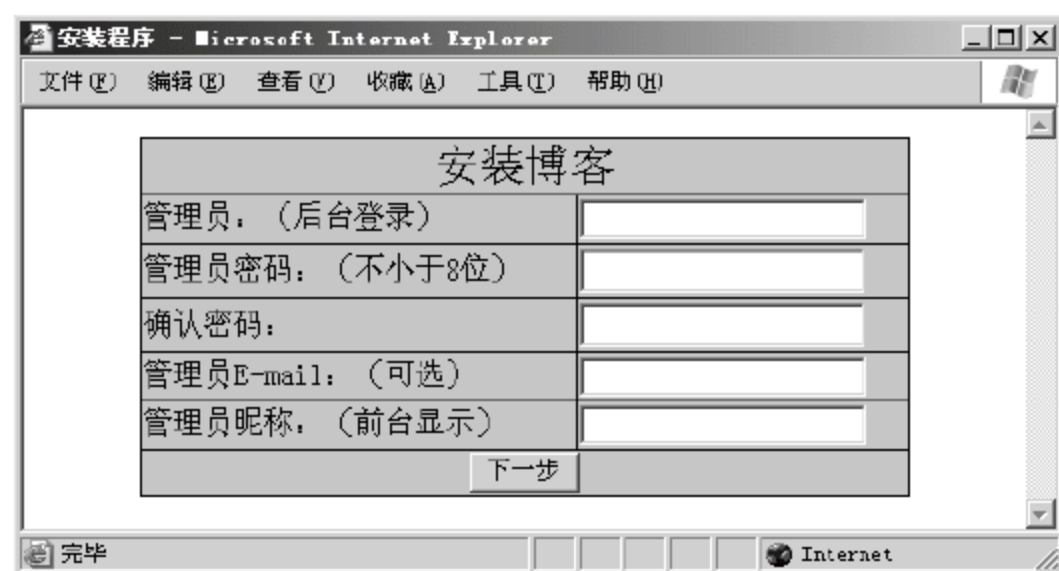 安装程序 - Microsoft Internet Explorer
文件(F) 编辑(E) 查看(V) 收藏(A) 工具(T) 帮助(H)
安装博客
管理员：（后台登录）
管理员密码：（不小于8位）
确认密码：
管理员E-mail：（可选）
管理员昵称：（前台显示）
下一步
完毕 Internet